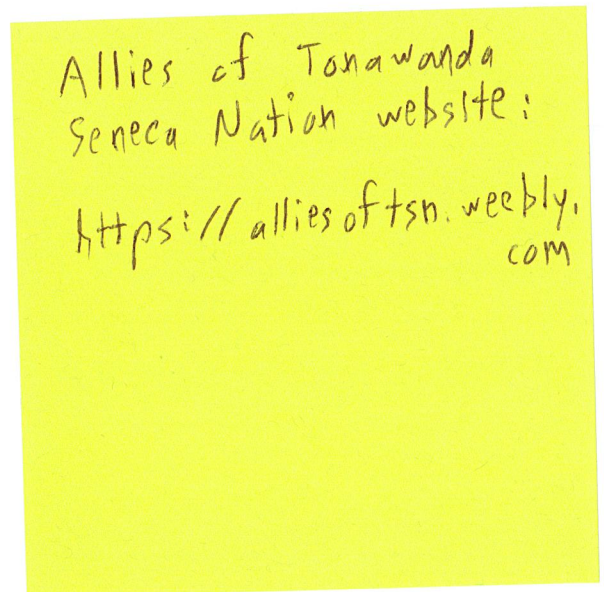 Allies of Tonawanda
Seneca Nation website:
https://alliesoftsn.weebly.
com